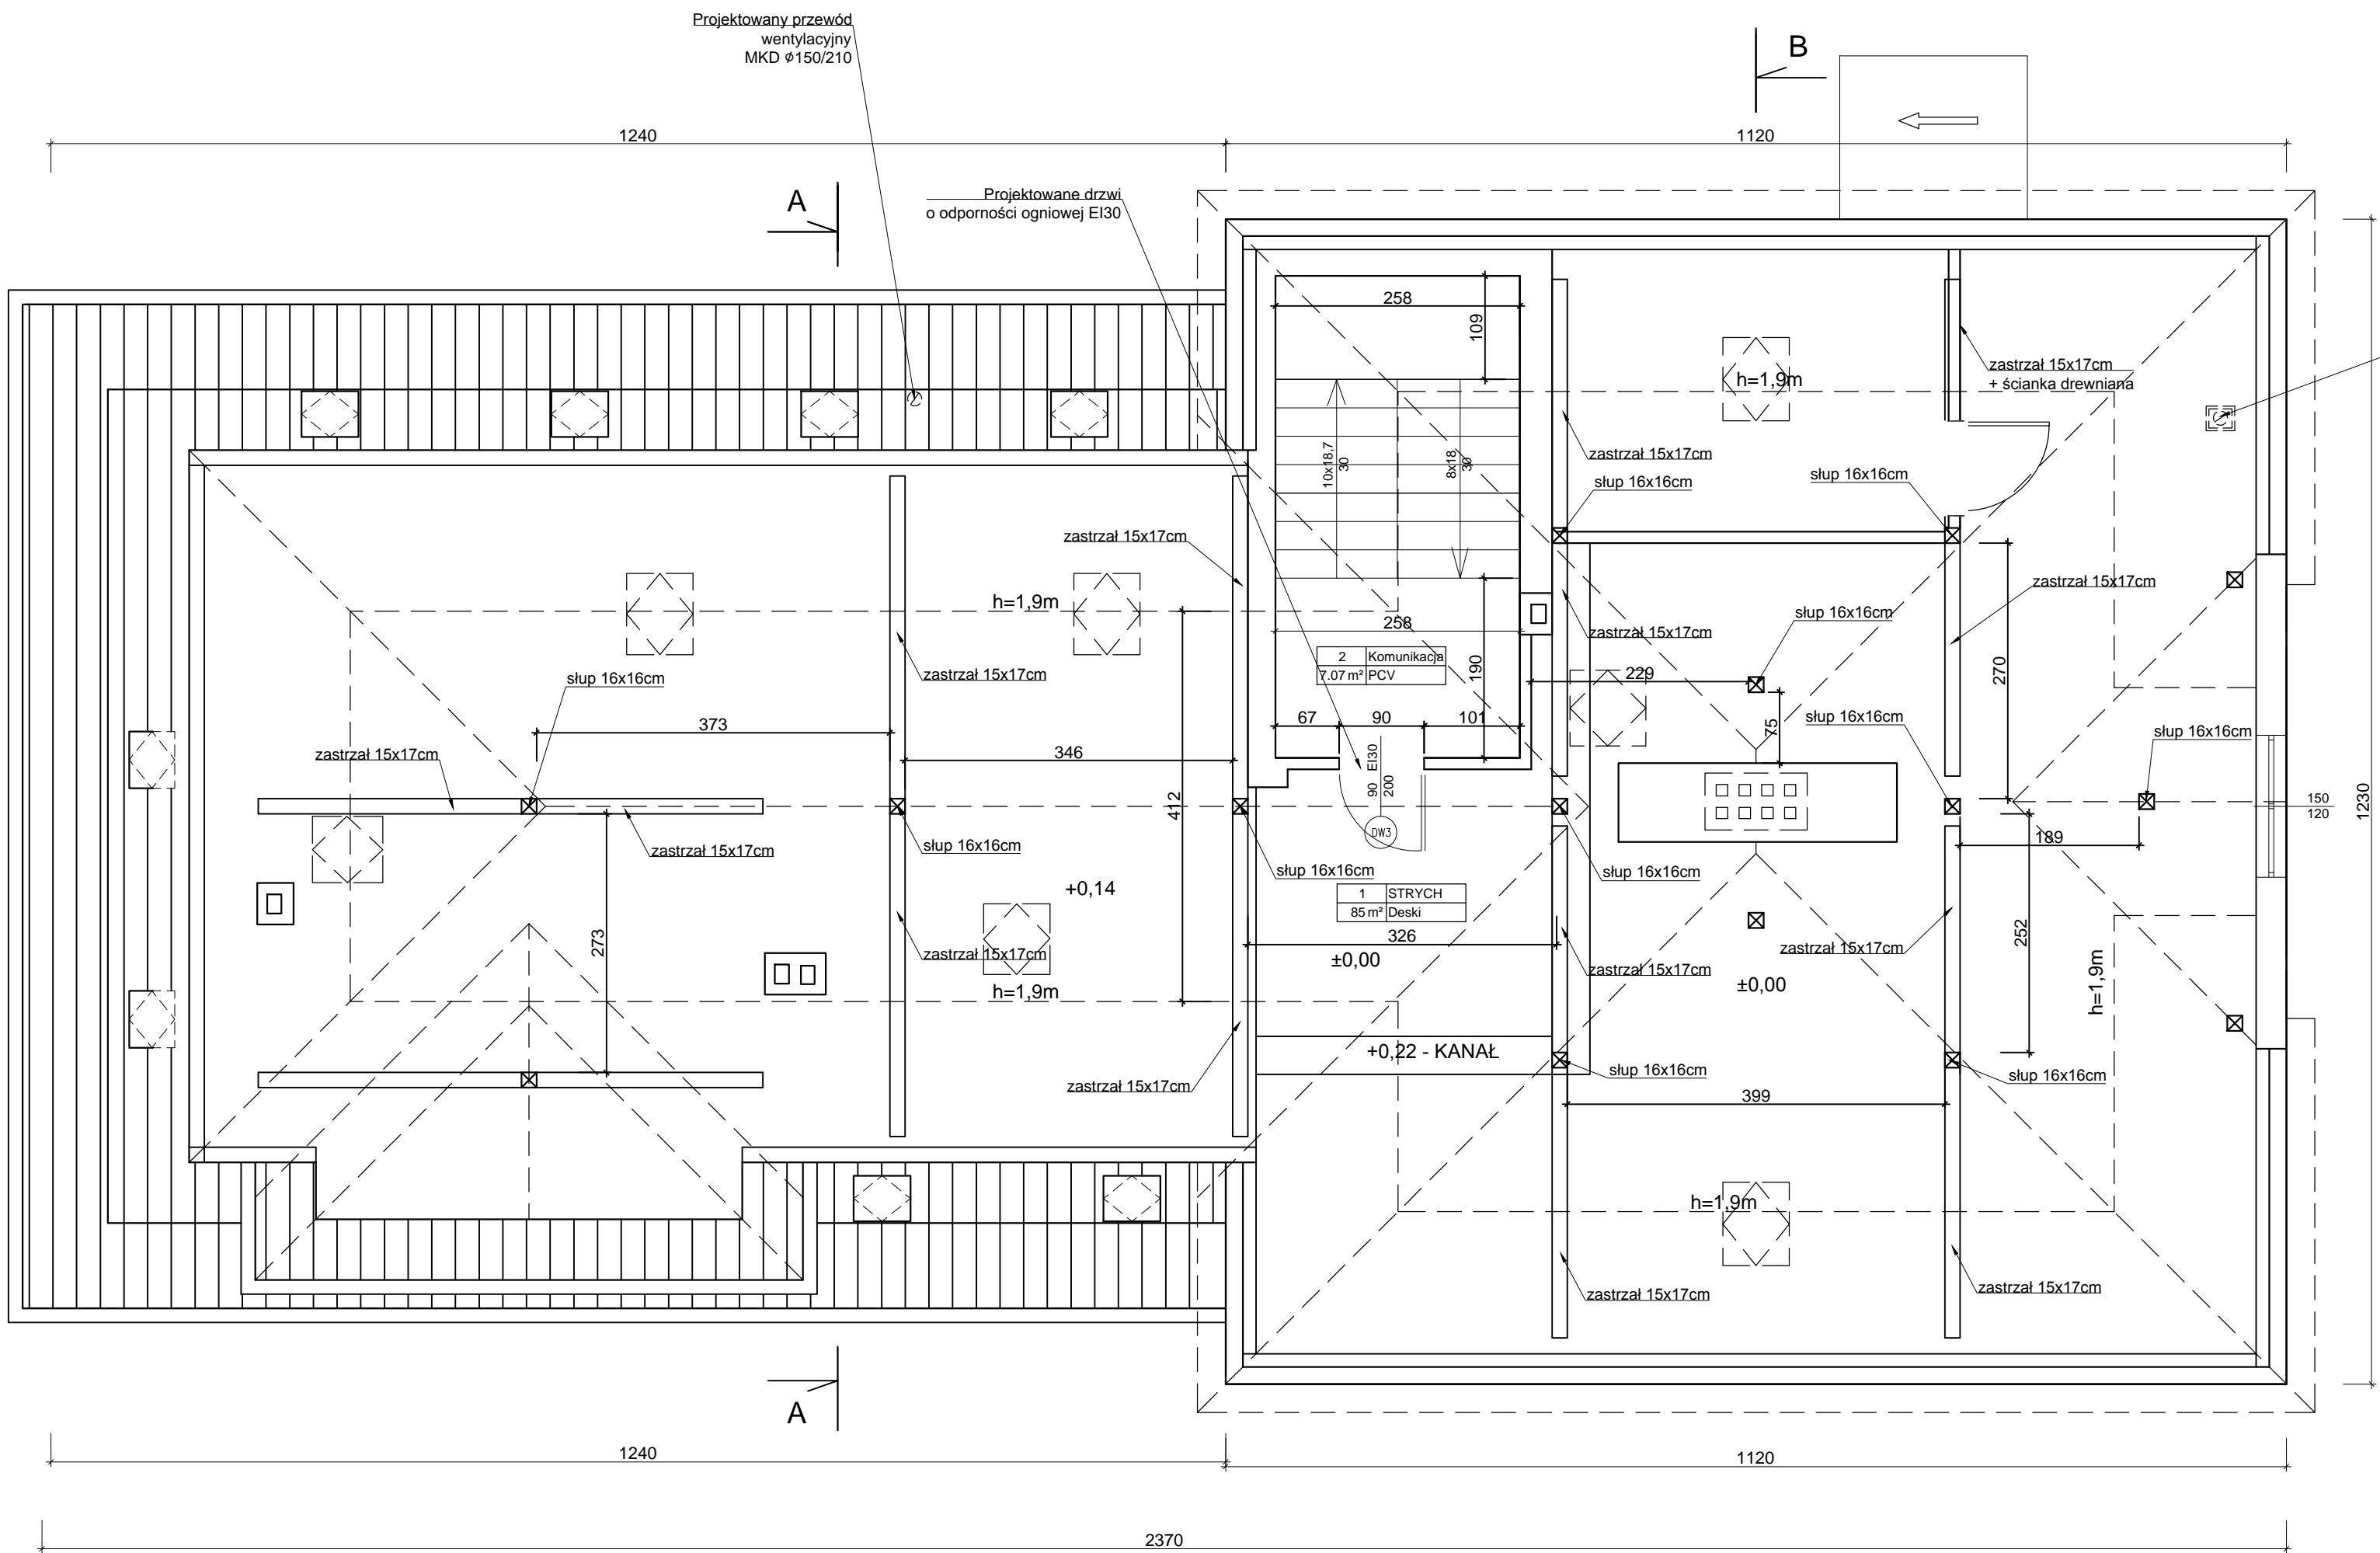 Projektowany przewód
wentylacyjny
MKD ⌀150/210
B
1240
1120
A
Projektowane drzwi
o odporności ogniowej EI30
258
109
h=1,9m
zastrzał 15x17cm
+ ścianka drewniana
10x18,7
30
8x18
30
zastrzał 15x17cm
słup 16x16cm
słup 16x16cm
zastrzał 15x17cm
zastrzał 15x17cm
h=1,9m
258
słup 16x16cm
zastrzał 15x17cm
2 Komunikacja
7.07 m² PCV
190
229
270
zastrzał 15x17cm
słup 16x16cm
67
90
101
75
słup 16x16cm
słup 16x16cm
373
zastrzał 15x17cm
346
90 EI30
200
412
150
120
1230
DW3
189
zastrzał 15x17cm
słup 16x16cm
słup 16x16cm
słup 16x16cm
+0,14
1 STRYCH
85 m² Deski
273
326
252
zastrzał 15x17cm
zastrzał 15x17cm
±0,00
zastrzał 15x17cm
±0,00
h=1,9m
h=1,9m
+0,22 - KANAŁ
słup 16x16cm
słup 16x16cm
zastrzał 15x17cm
399
h=1,9m
zastrzał 15x17cm
zastrzał 15x17cm
A
1240
1120
2370